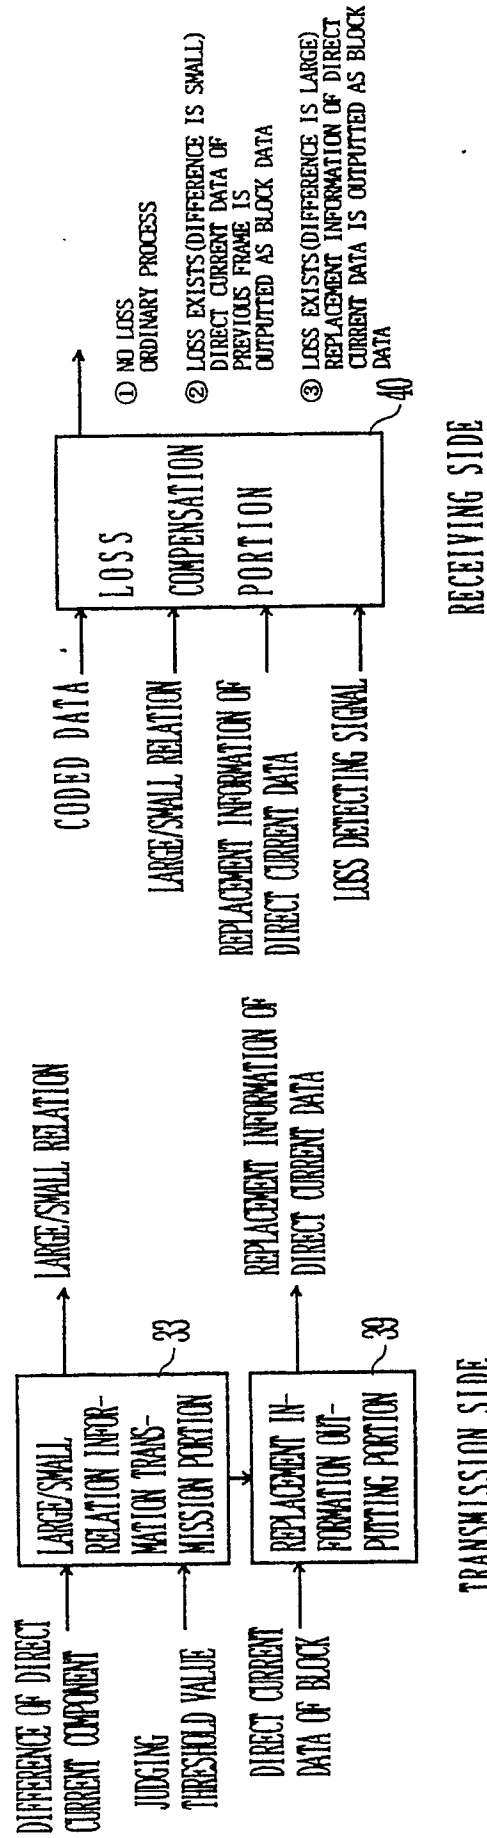 DIFFERENCE OF DIRECT
CURRENT COMPONENT
JUDGING
THRESHOLD VALUE
LARGE/SMALL
RELATION INFOR-
MATION TRANS-
MISSION PORTION
33
LARGE/SMALL RELATION
DIRECT CURRENT
DATA OF BLOCK
REPLACEMENT IN-
FORMATION OUT-
PUTTING PORTION
39
REPLACEMENT INFORMATION OF
DIRECT CURRENT DATA
TRANSMISSION SIDE
CODED DATA
LARGE/SMALL RELATION
REPLACEMENT INFORMATION OF
DIRECT CURRENT DATA
LOSS DETECTING SIGNAL
LOSS
COMPENSATION
PORTION
40
① NO LOSS
ORDINARY PROCESS
② LOSS EXISTS(DIFFERENCE IS SMALL)
DIRECT CURRENT DATA OF
PREVIOUS FRAME IS
OUTPUTTED AS BLOCK DATA
③ LOSS EXISTS(DIFFERENCE IS LARGE)
REPLACEMENT INFORMATION OF DIRECT
CURRENT DATA IS OUTPUTTED AS BLOCK
DATA
RECEIVING SIDE